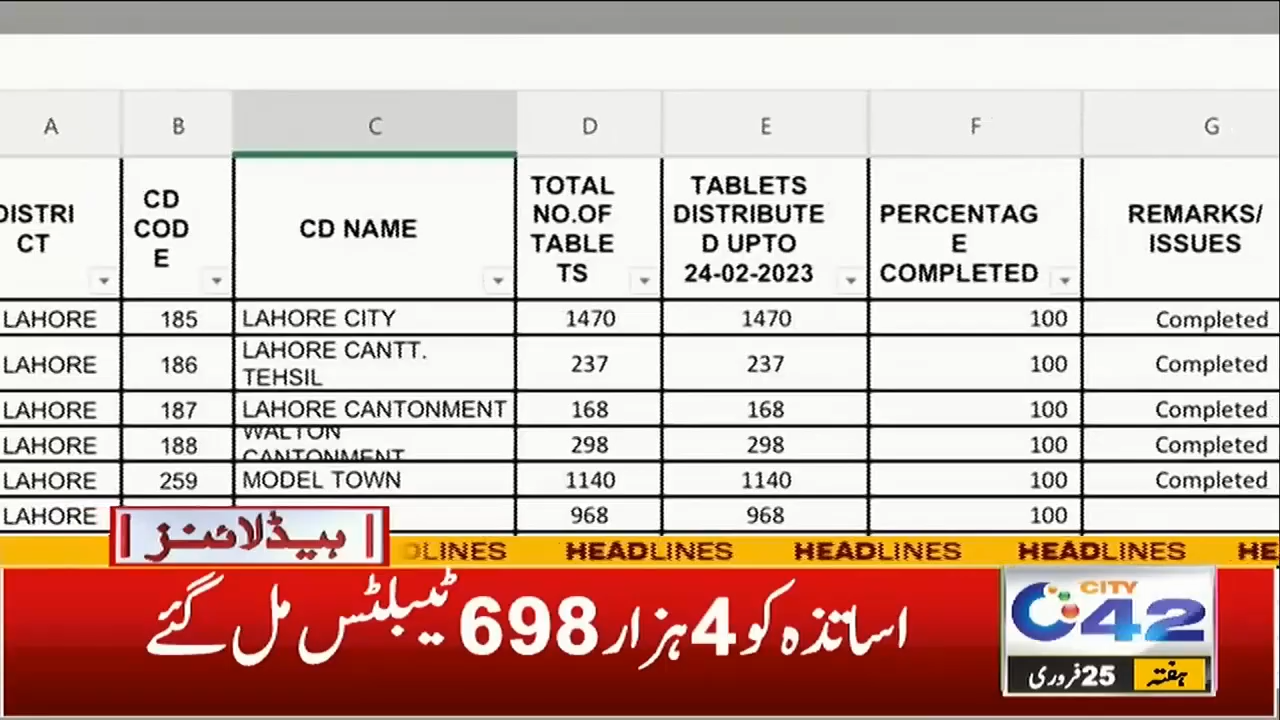 A B C D E F G
DISTRI
CT
CD
COD
E
CD NAME
TOTAL
NO.OF
TABLE
TS
TABLETS
DISTRIBUTE
D UPTO
24-02-2023
PERCENTAG
E
COMPLETED
REMARKS/
ISSUES
LAHORE 185 LAHORE CITY 1470 1470 100 Completed
LAHORE 186 LAHORE CANTT. TEHSIL 237 237 100 Completed
LAHORE 187 LAHORE CANTONMENT 168 168 100 Completed
LAHORE 188 WALTON CANTONMENT 298 298 100 Completed
LAHORE 259 MODEL TOWN 1140 1140 100 Completed
LAHORE 968 968 100
ہیڈلائنز
DLINES HEADLINES HEADLINES HEADLINES HE
اساتذہ کو 4 ہزار 698 ٹیبلٹس مل گئے
CITY
42
ہفتہ 25 فروری